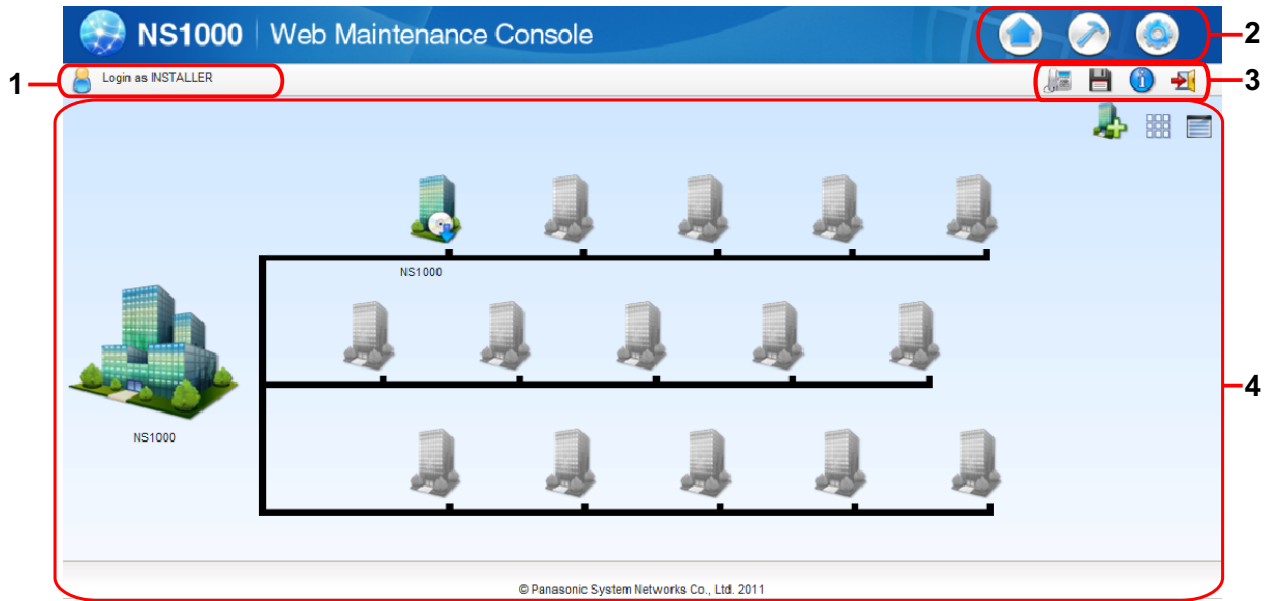 NS1000 Web Maintenance Console
2
1
Login as INSTALLER
3
NS1000
4
NS1000
© Panasonic System Networks Co., Ltd. 2011